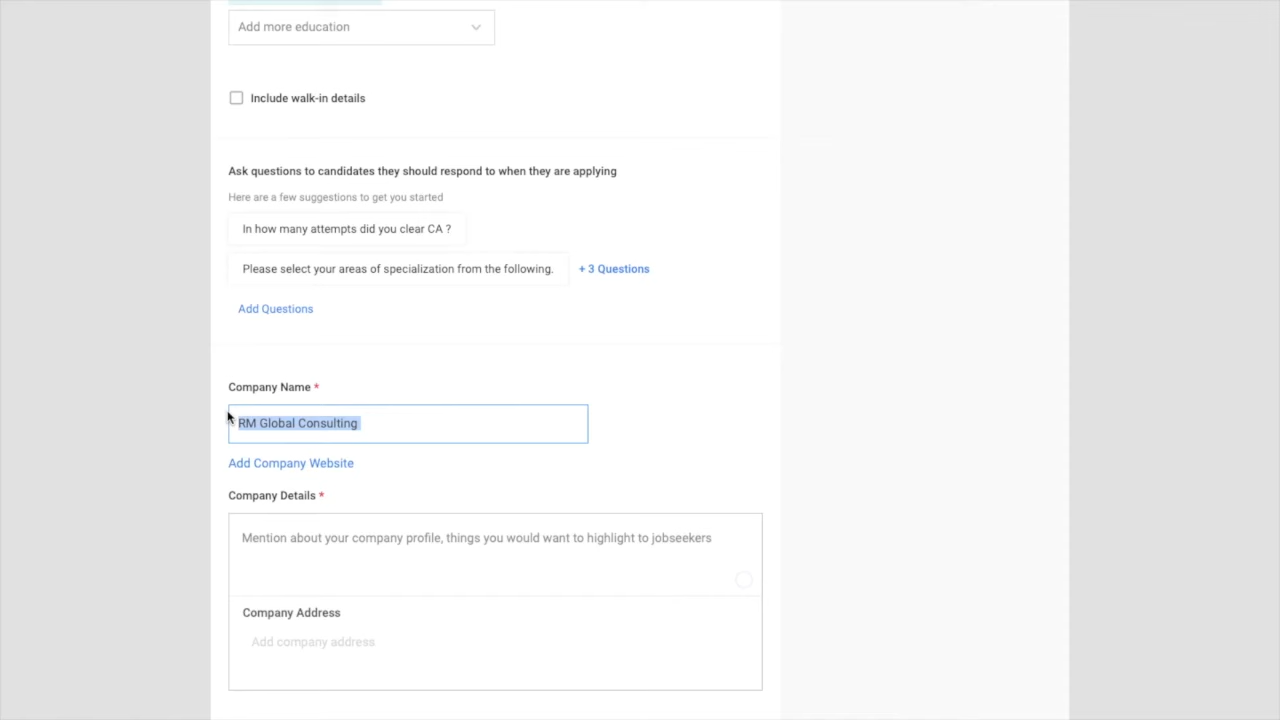 Add more education
Include walk-in details
Ask questions to candidates they should respond to when they are applying
Here are a few suggestions to get you started
In how many attempts did you clear CA ?
Please select your areas of specialization from the following. + 3 Questions
Add Questions
Company Name *
RM Global Consulting
Add Company Website
Company Details *
Mention about your company profile, things you would want to highlight to jobseekers
Company Address
Add company address